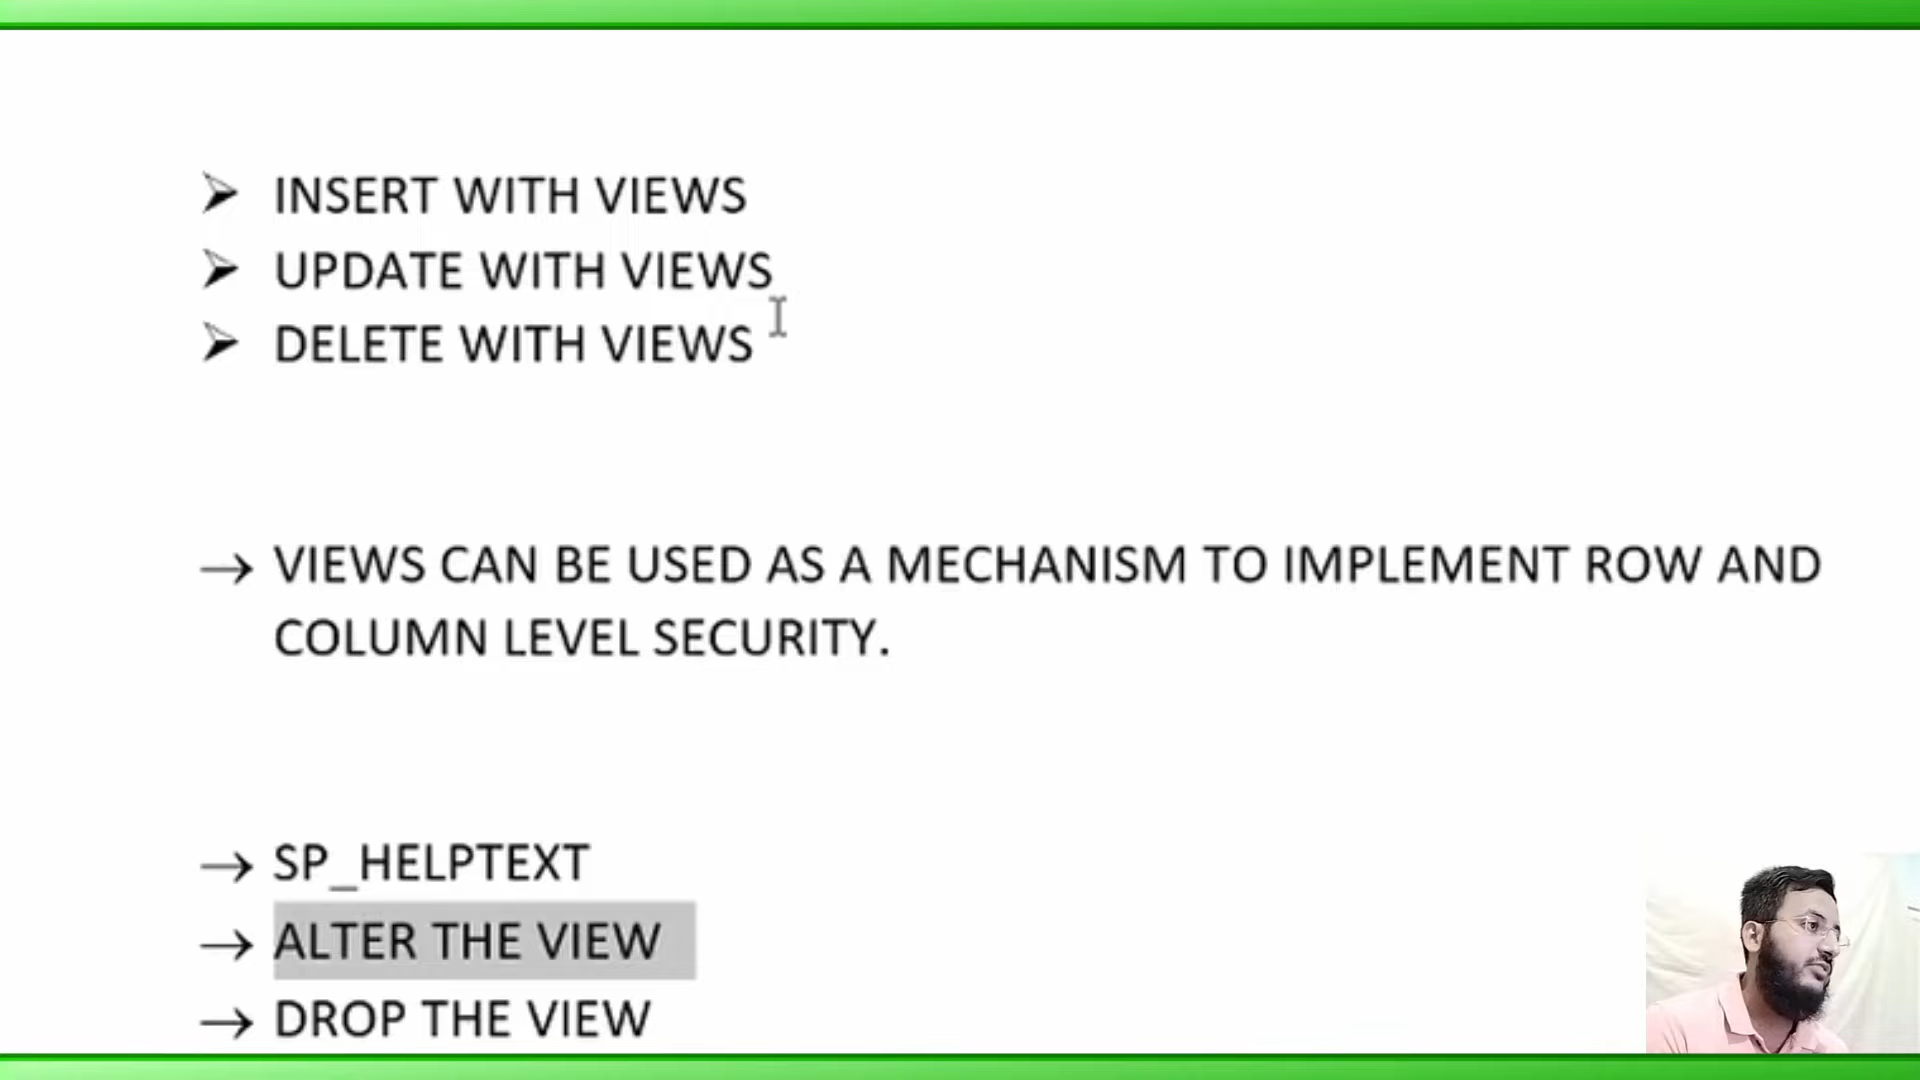 INSERT WITH VIEWS
UPDATE WITH VIEWS
DELETE WITH VIEWS
VIEWS CAN BE USED AS A MECHANISM TO IMPLEMENT ROW AND
COLUMN LEVEL SECURITY.
SP_HELPTEXT
ALTER THE VIEW
DROP THE VIEW